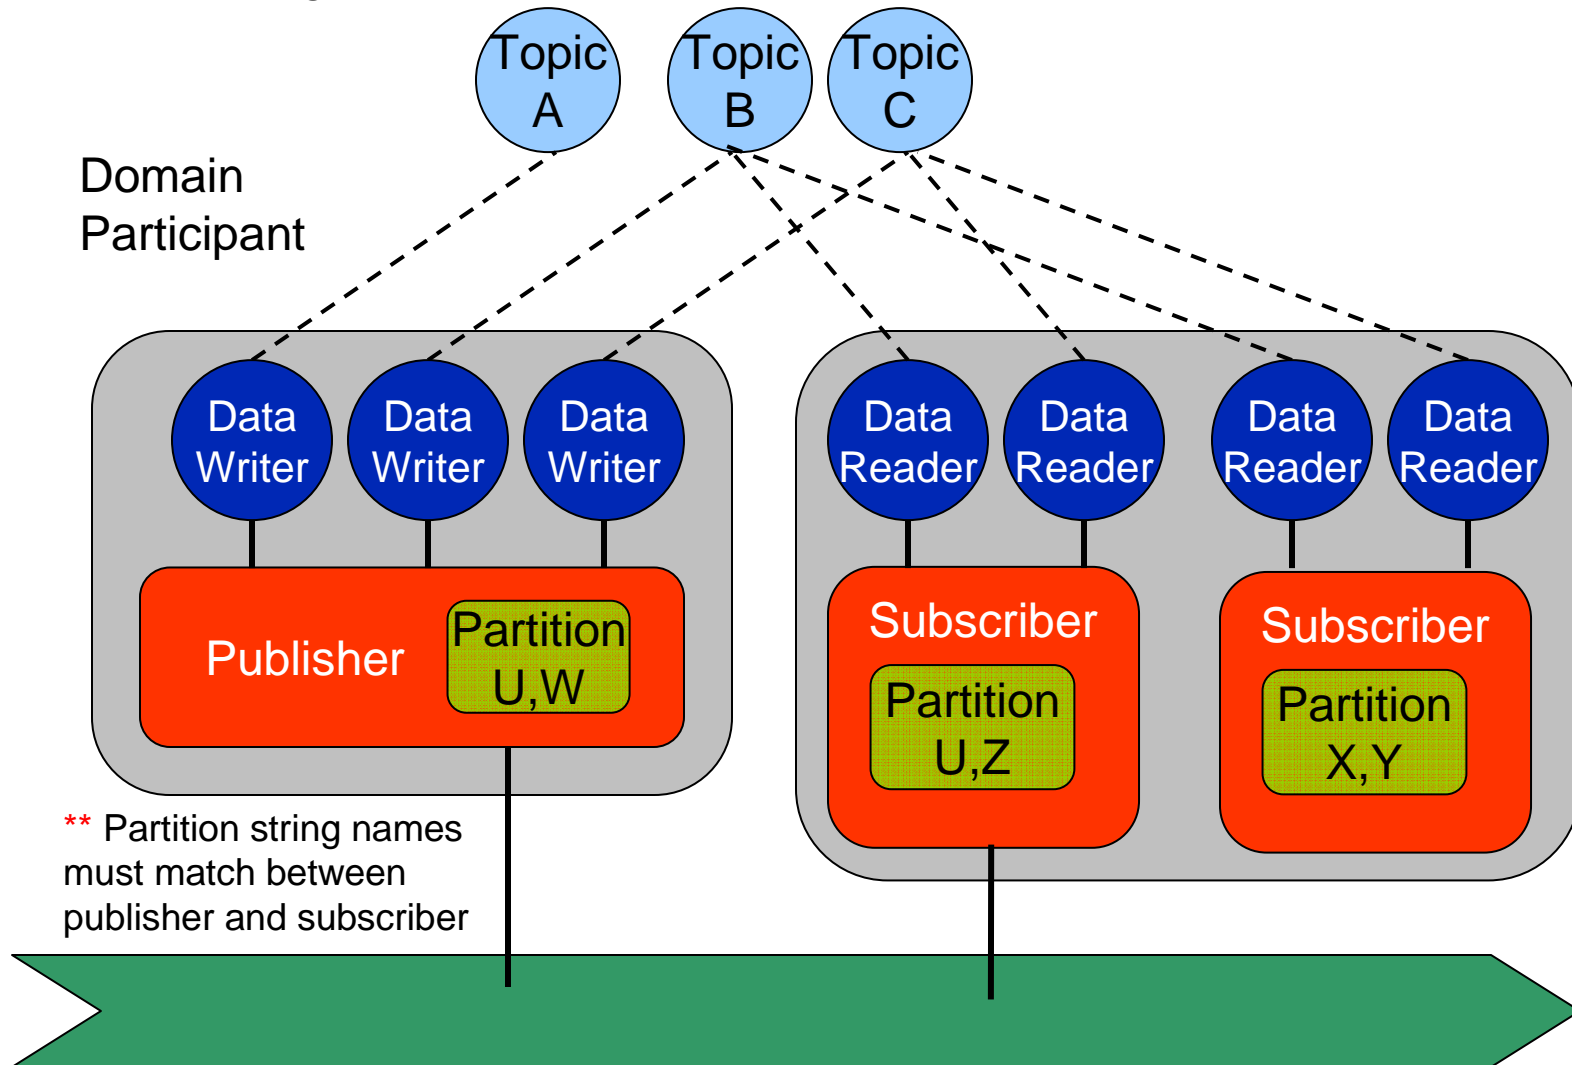 Topic
A
Topic
B
Topic
C
Domain
Participant
Data
Writer
Data
Writer
Data
Writer
Data
Reader
Data
Reader
Data
Reader
Data
Reader
Publisher
Partition
U,W
Subscriber
Partition
U,Z
Subscriber
Partition
X,Y
** Partition string names
must match between
publisher and subscriber